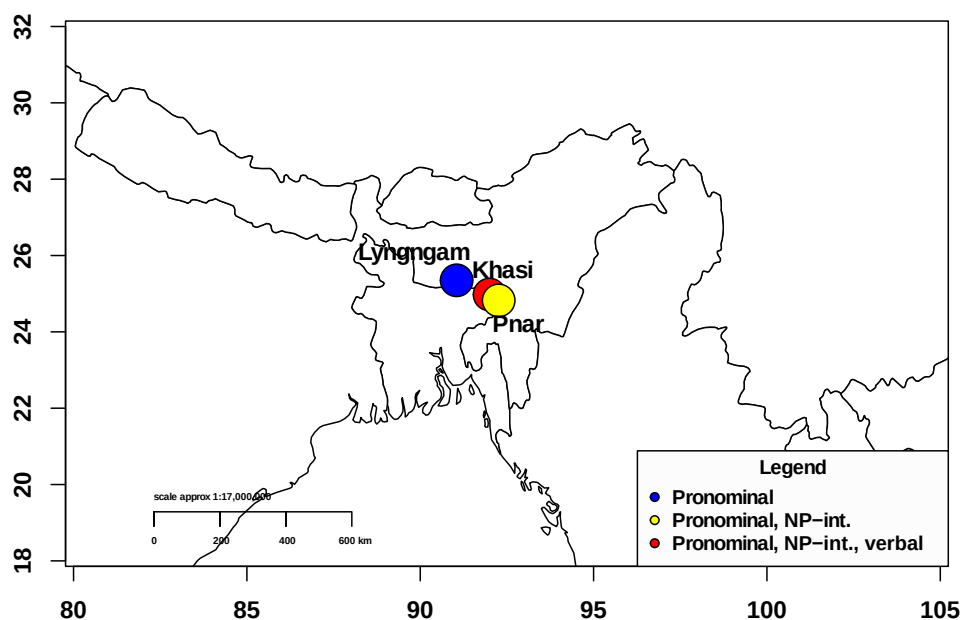 32
30
28
26
24
22
20
18
Lyngngam
Khasi
Pnar
scale approx 1:17,000,000
0 200 400 600 km
Legend
Pronominal
Pronominal, NP−int.
Pronominal, NP−int., verbal
80 85 90 95 100 105